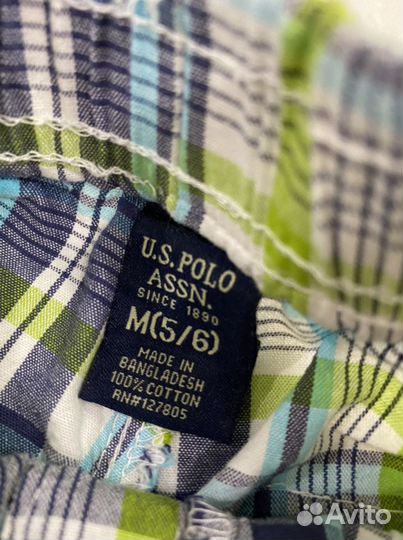 U.S. POLO
ASSN.
SINCE 1890
M(5/6)
MADE IN
BANGLADESH
100% COTTON
RN#127805
Avito